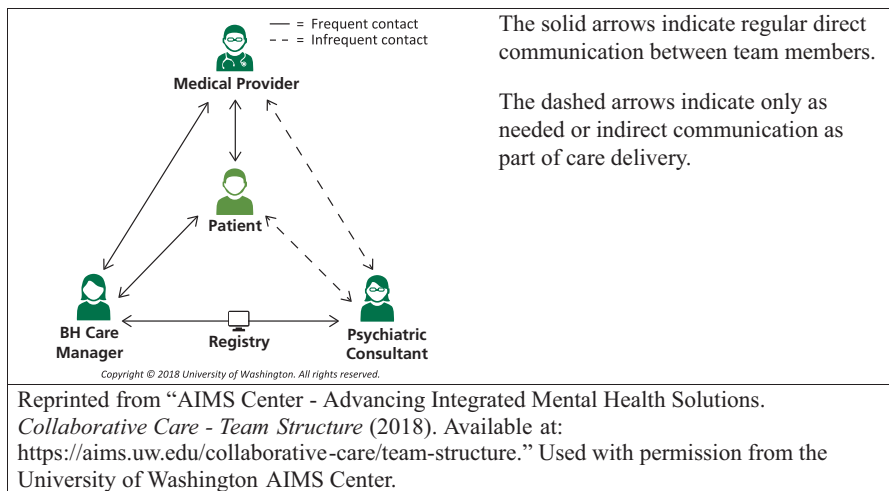 = Frequent contact
= Infrequent contact
Medical Provider
Patient
BH Care
Manager
Registry
Psychiatric
Consultant
Copyright © 2018 University of Washington. All rights reserved.
The solid arrows indicate regular direct
communication between team members.
The dashed arrows indicate only as
needed or indirect communication as
part of care delivery.
Reprinted from “AIMS Center - Advancing Integrated Mental Health Solutions.
Collaborative Care - Team Structure (2018). Available at:
https://aims.uw.edu/collaborative-care/team-structure.” Used with permission from the
University of Washington AIMS Center.